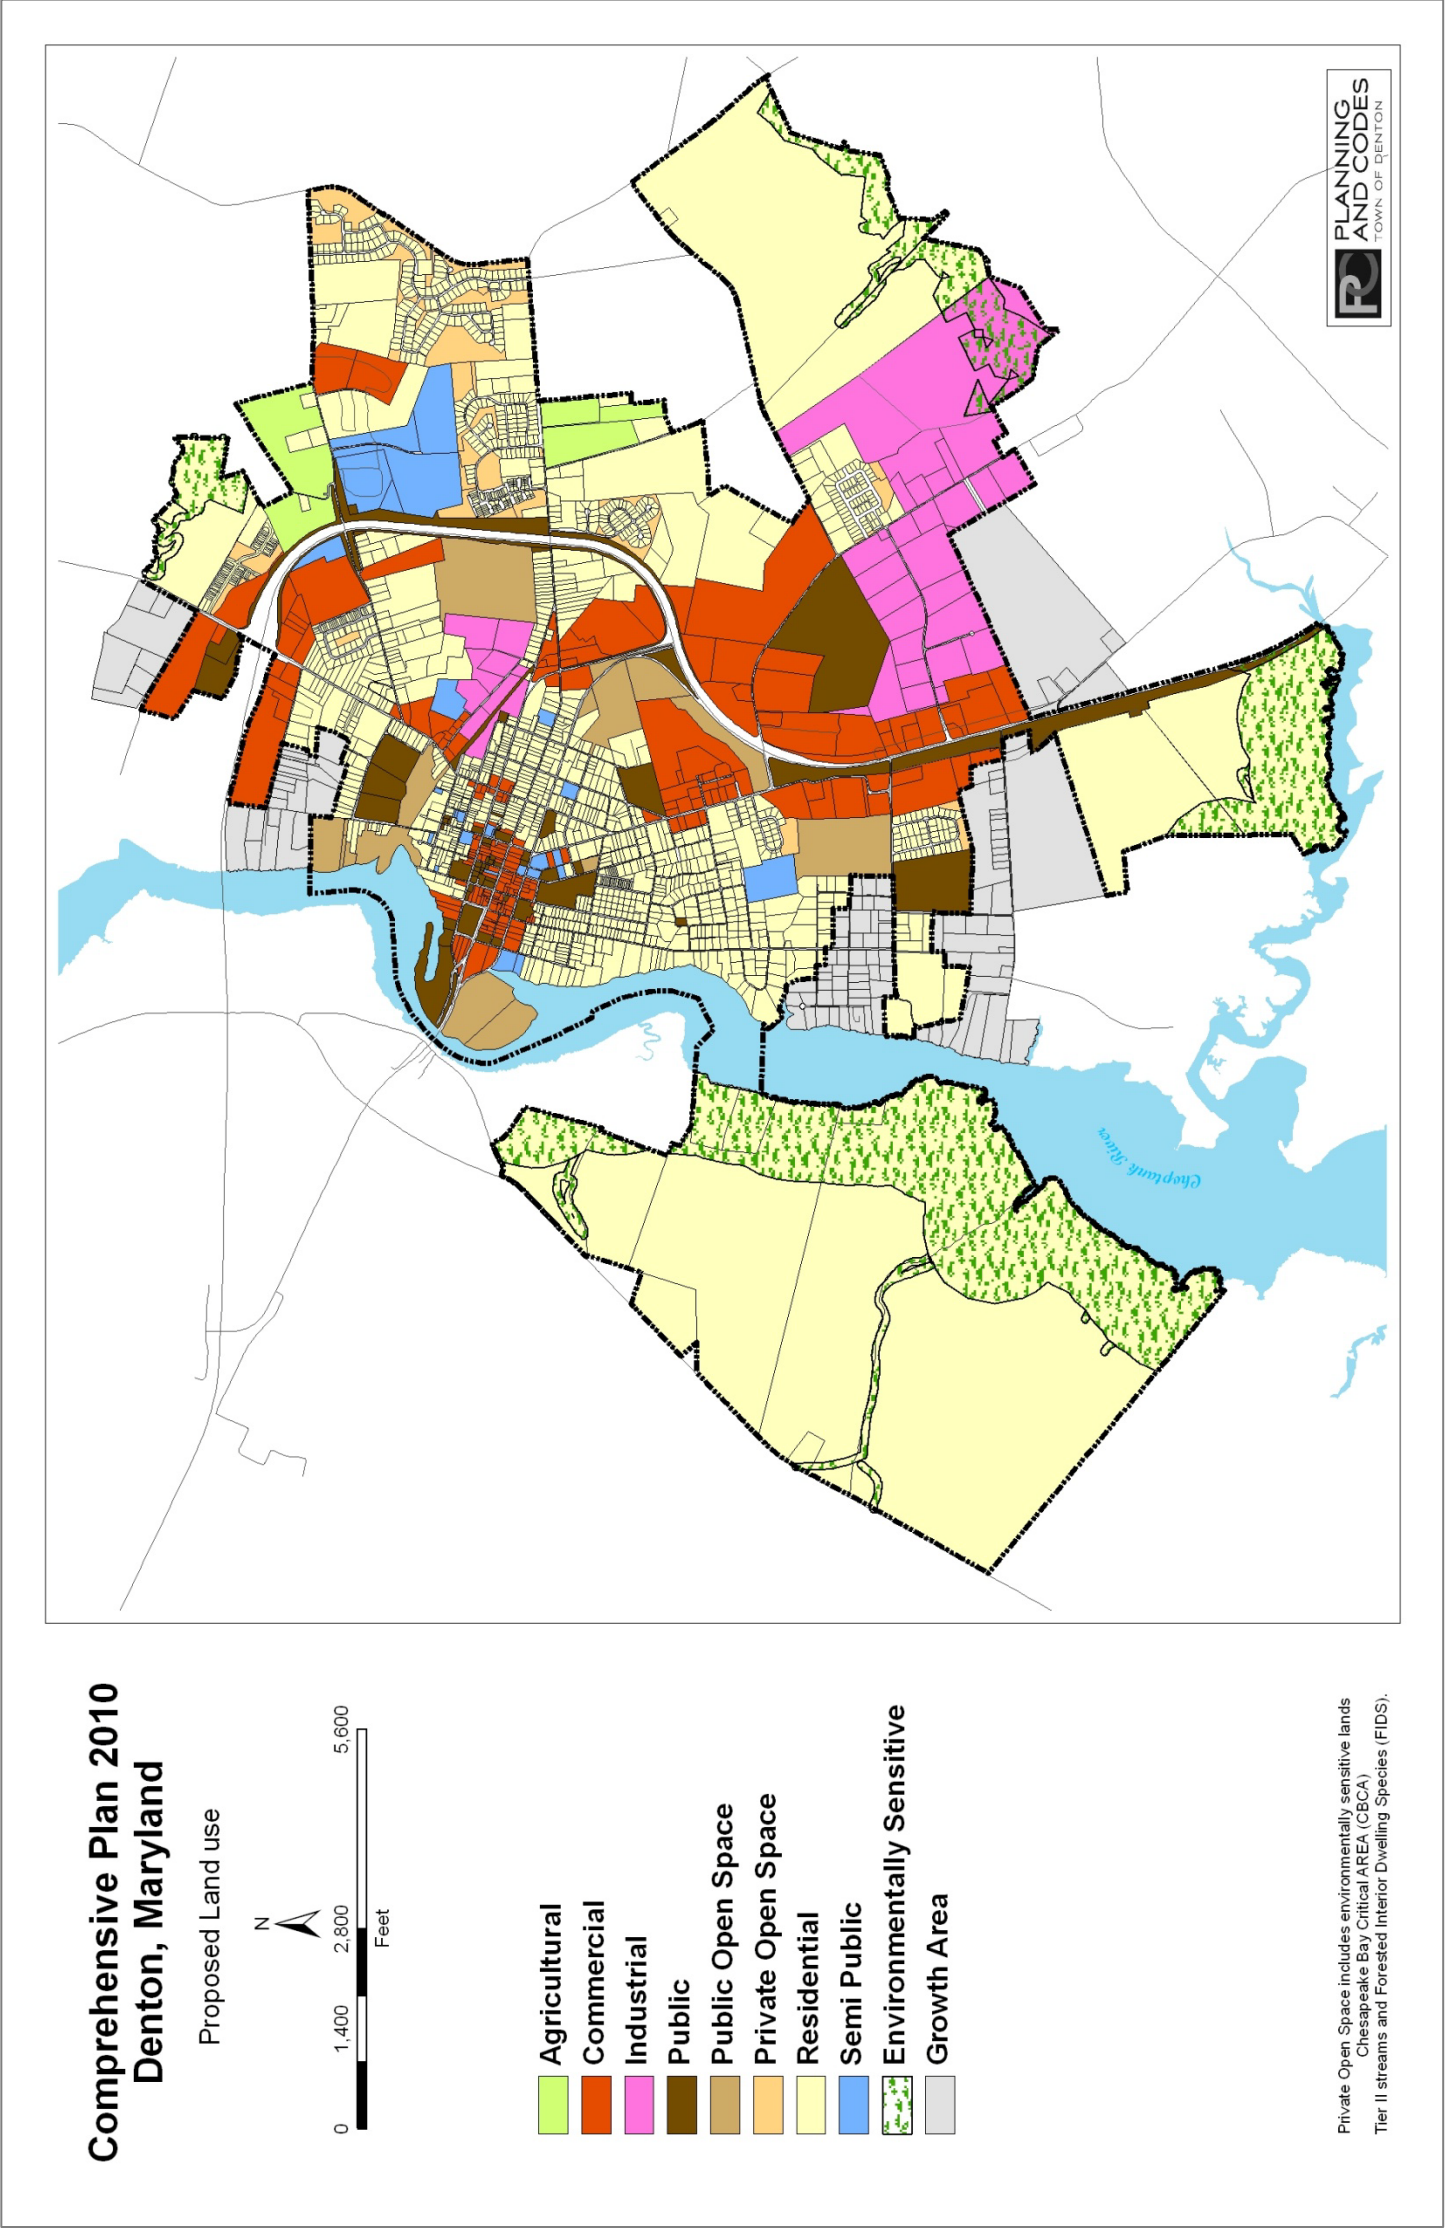 Comprehensive Plan 2010
Denton, Maryland
Proposed Land use
N
0 1,400 2,800 5,600
Feet
Agricultural
Commercial
Industrial
Public
Public Open Space
Private Open Space
Residential
Semi Public
Environmentally Sensitive
Growth Area
Private Open Space includes environmentally sensitive lands
Chesapeake Bay Critical AREA (CBCA)
Tier II streams and Forested Interior Dwelling Species (FIDS).
Choptank River
PC
PLANNING
AND CODES
TOWN OF DENTON